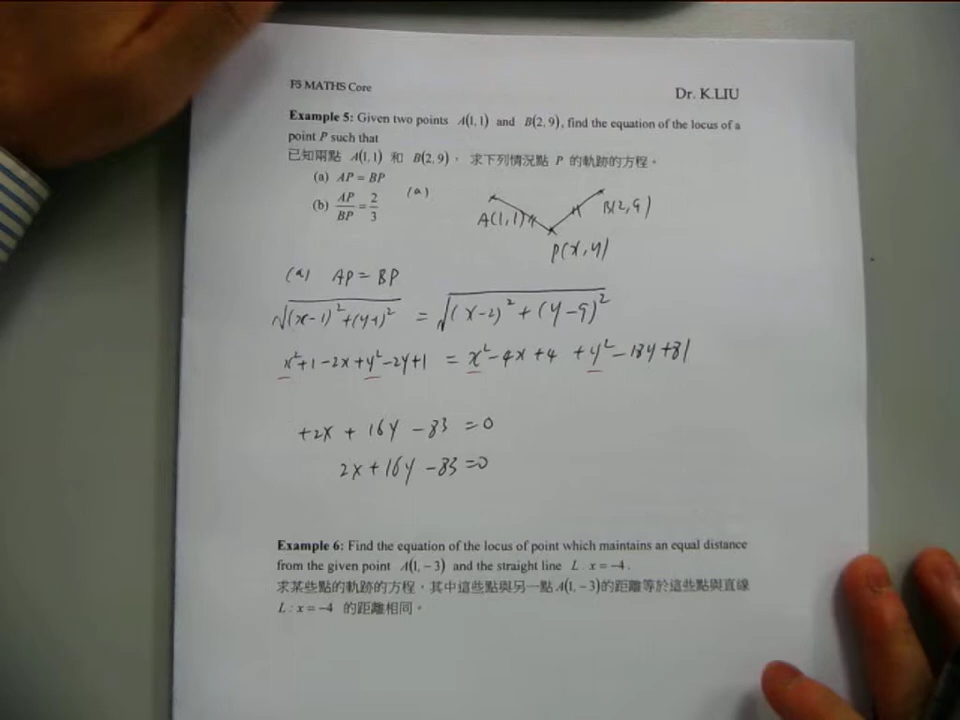 F5 MATHS Core
Dr. K.LIU
Example 5: Given two points A(1, 1) and B(2, 9), find the equation of the locus of a
point P such that
已知兩點 A(1, 1) 和 B(2, 9)， 求下列情況點 P 的軌跡的方程。
(a) AP = BP
(b) AP/BP = 2/3
(a)
A(1,1)
B(2,9)
P(x,y)
(a) AP = BP
√(x-1)²+(y-1)² = √(x-2)²+(y-9)²
x²+1-2x+y²-2y+1 = x²-4x+4+y²-18y+81
+2x + 16y - 83 = 0
2x+16y-83=0
Example 6: Find the equation of the locus of point which maintains an equal distance
from the given point A(1, −3) and the straight line L : x = −4.
求某些點的軌跡的方程，其中這些點與另一點 A(1, −3)的距離等於這些點與直線
L : x = −4 的距離相同。